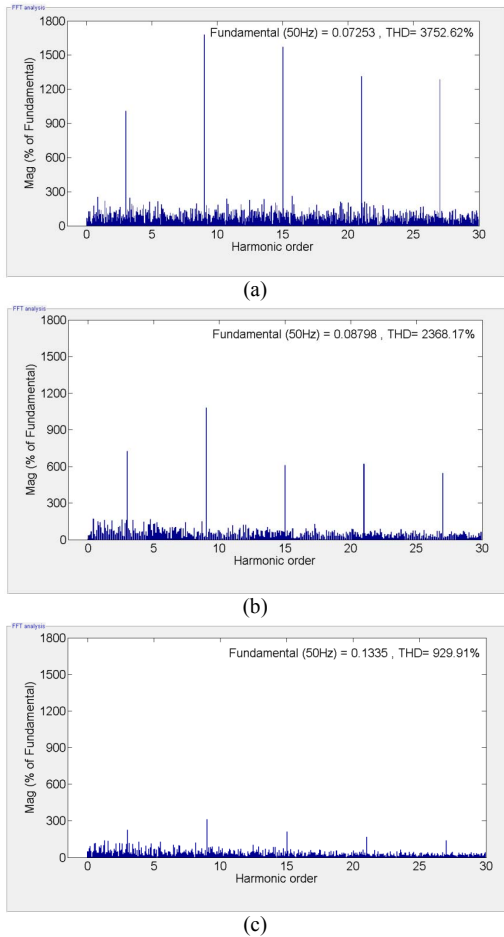 FFT analysis
Fundamental (50Hz) = 0.07253 , THD= 3752.62%
Mag (% of Fundamental)
1800
1500
1200
900
600
300
0
0 5 10 15 20 25 30
Harmonic order
(a)
FFT analysis
Fundamental (50Hz) = 0.08798 , THD= 2368.17%
Mag (% of Fundamental)
1800
1500
1200
900
600
300
0
0 5 10 15 20 25 30
Harmonic order
(b)
FFT analysis
Fundamental (50Hz) = 0.1335 , THD= 929.91%
Mag (% of Fundamental)
1800
1500
1200
900
600
300
0
0 5 10 15 20 25 30
Harmonic order
(c)